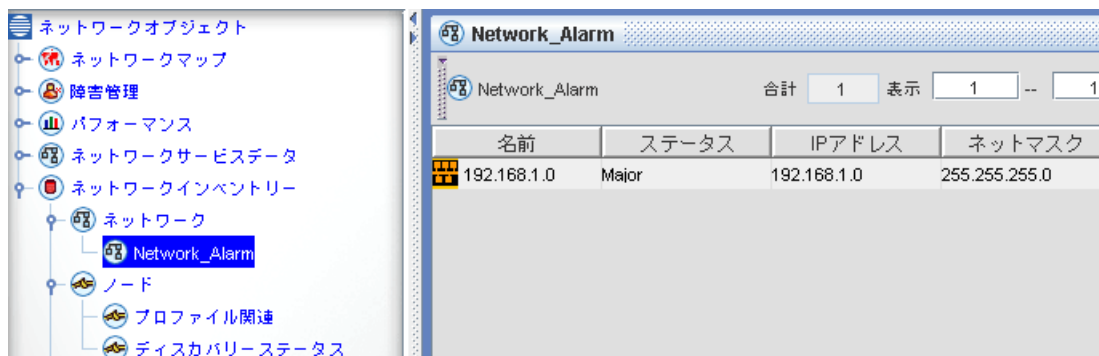 ネットワークオブジェクト
ネットワークマップ
障害管理
パフォーマンス
ネットワークサービスデータ
ネットワークインベントリー
ネットワーク
Network_Alarm
ノード
プロファイル関連
ディスカバリーステータス
Network_Alarm
Network_Alarm 合計 1 表示 1 -- 1
名前 ステータス IPアドレス ネットマスク
192.168.1.0 Major 192.168.1.0 255.255.255.0